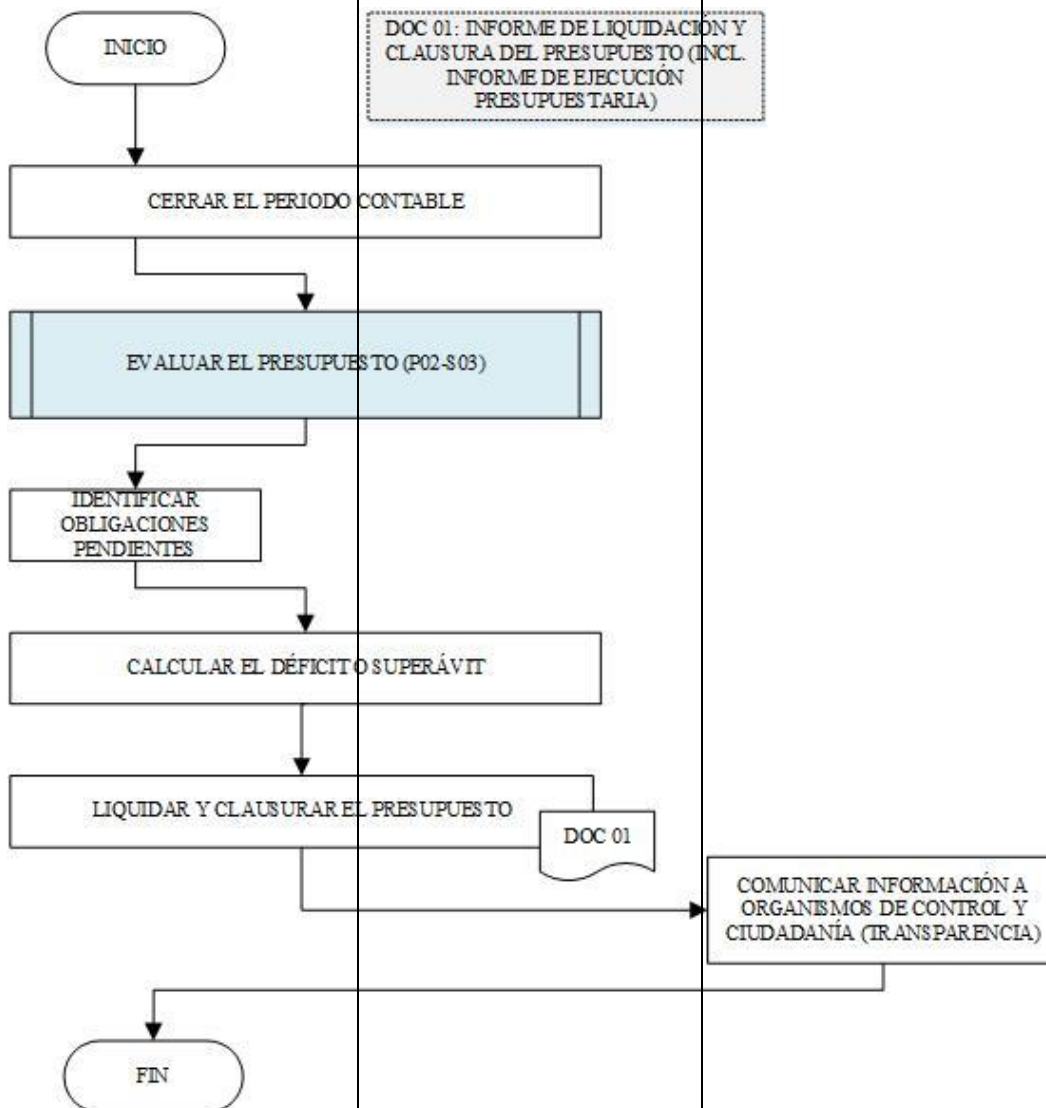 INICIO
DOC 01: INFORME DE LIQUIDACIÓN Y
CLAUSURA DEL PRESUPUESTO (INCL.
INFORME DE EJECUCIÓN
PRESUPUESTARIA)
CERRAR EL PERIODO CONTABLE
EVALUAR EL PRESUPUESTO (P02-S03)
IDENTIFICAR
OBLIGACIONES
PENDIENTES
CALCULAR EL DÉFICIT O SUPERÁVIT
LIQUIDAR Y CLAUSURAR EL PRESUPUESTO
DOC 01
COMUNICAR INFORMACIÓN A
ORGANISMOS DE CONTROL Y
CIUDADANÍA (TRANSPARENCIA)
FIN